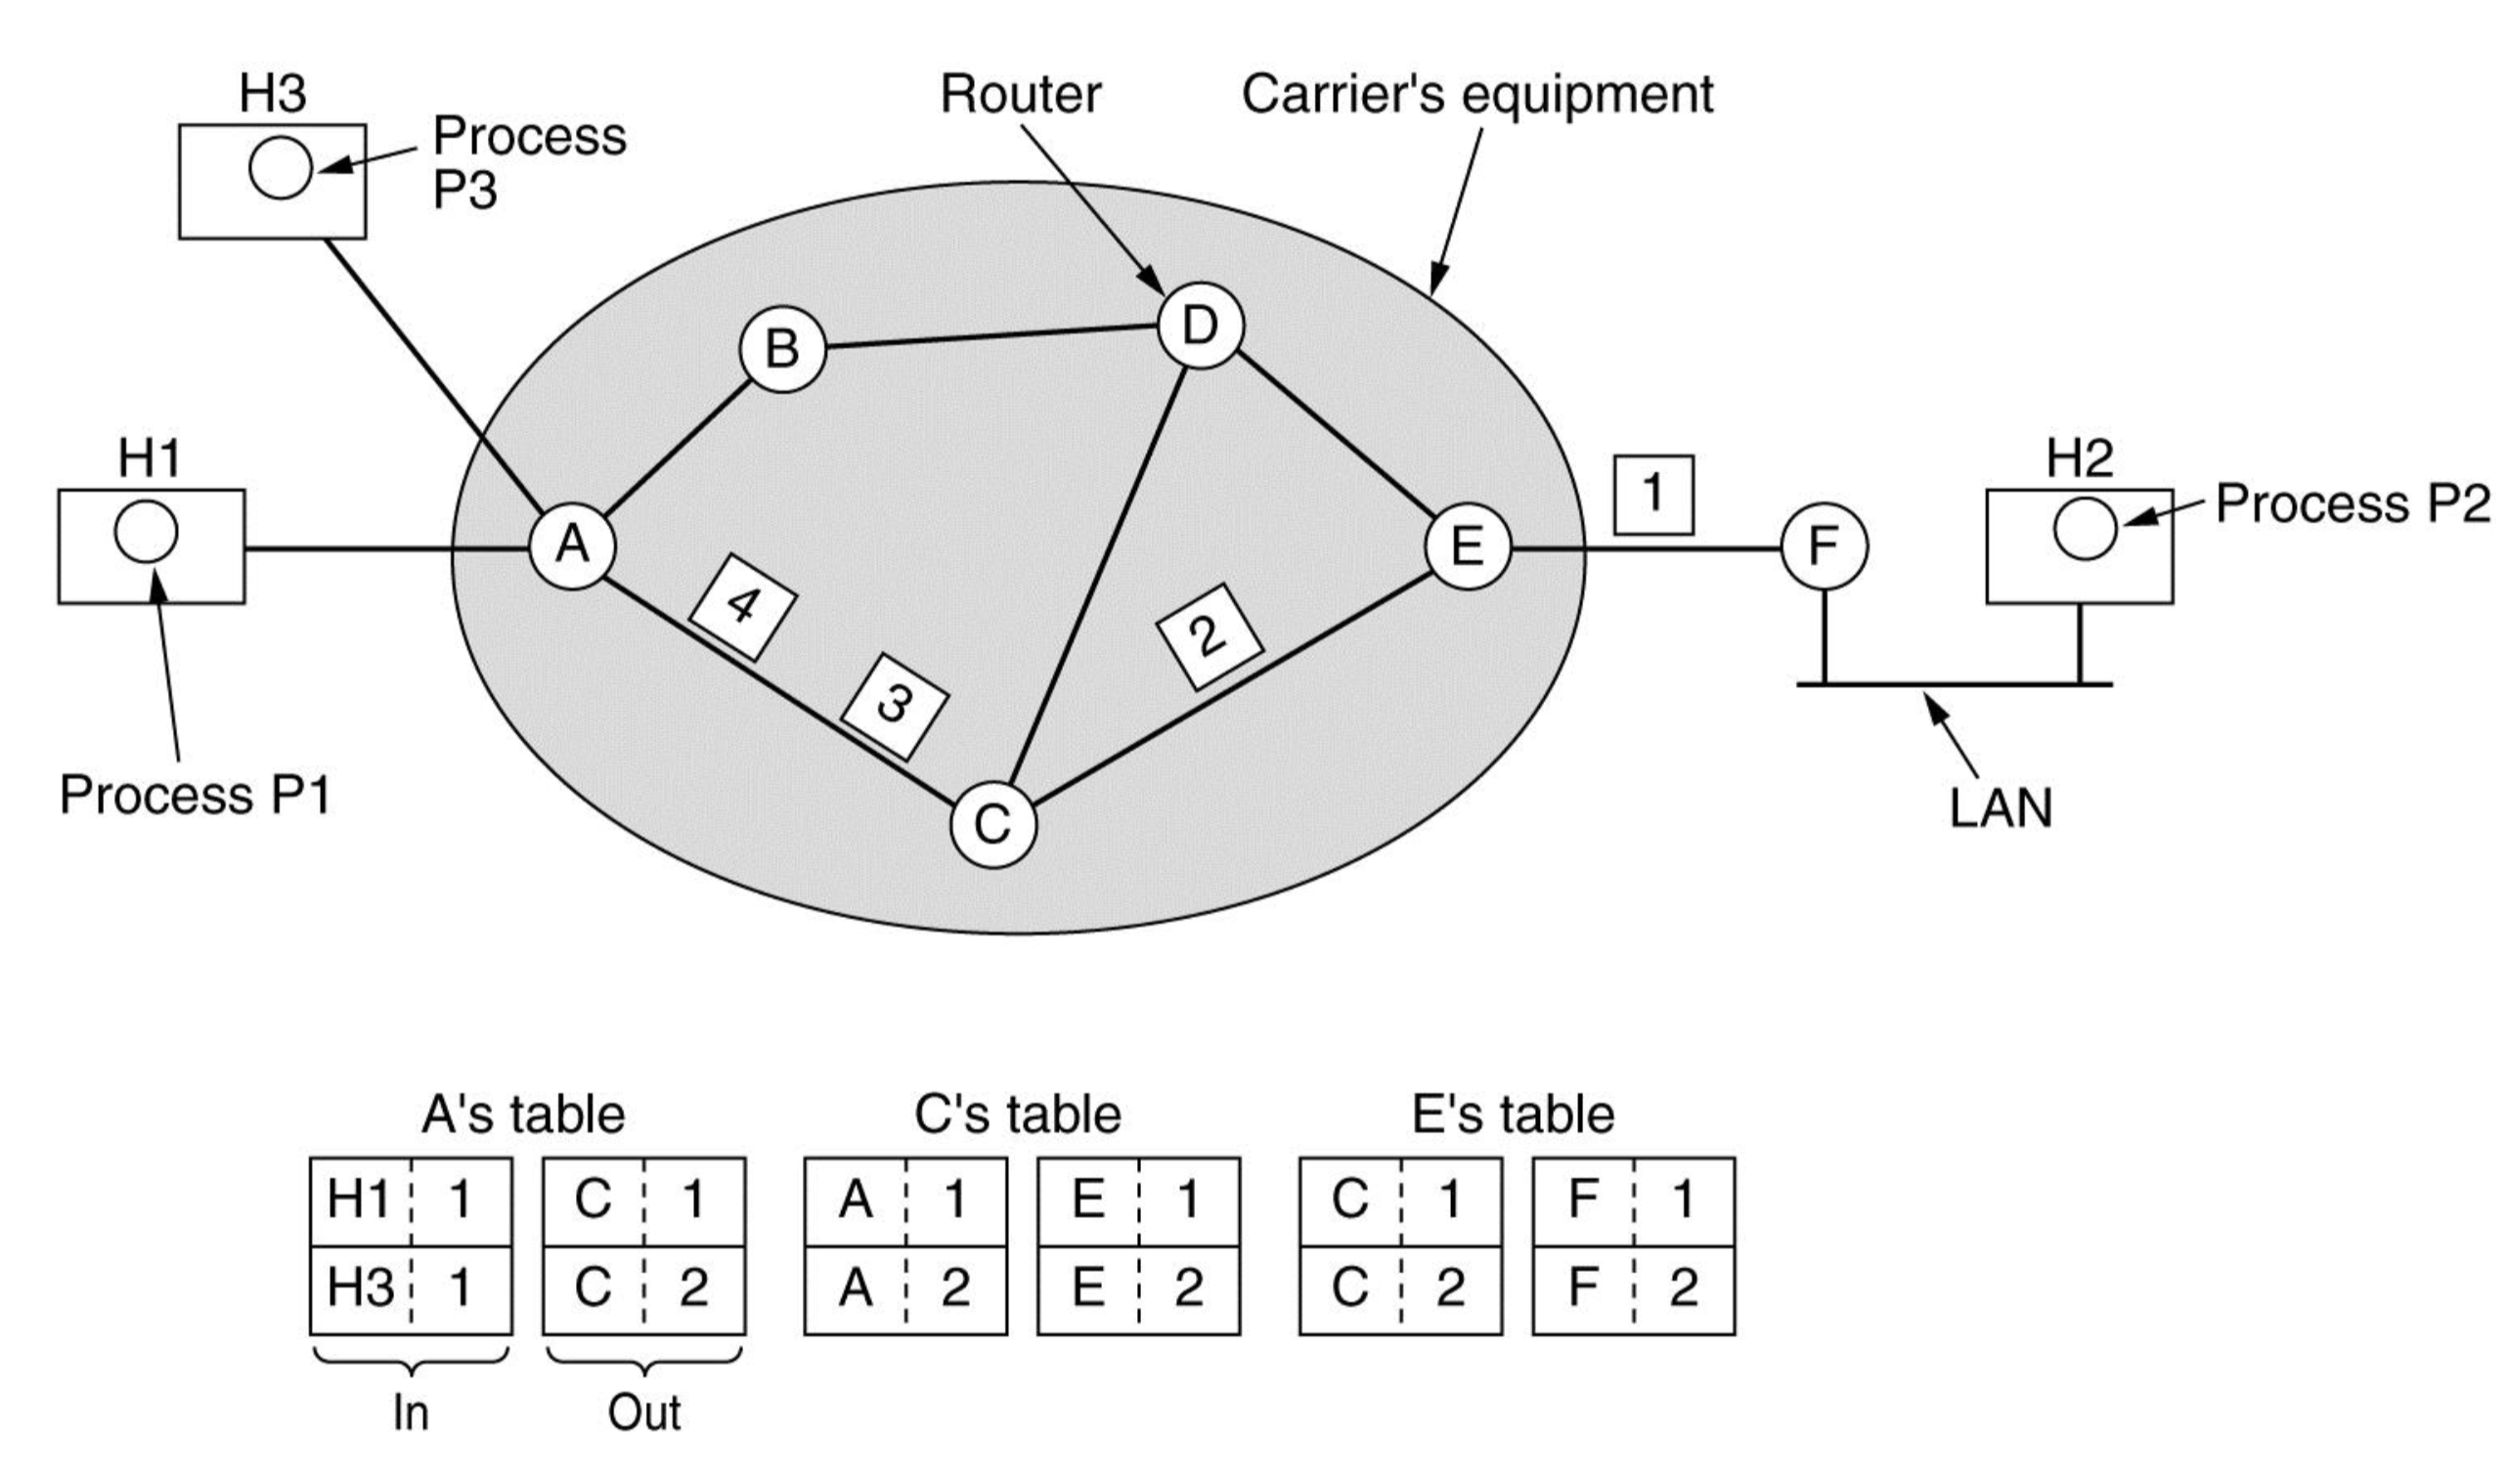 H3
Process
P3
Router
Carrier's equipment
B
D
H1
1
H2
Process P2
A
E
F
4
2
3
Process P1
C
LAN
A's table
C's table
E's table
H1 1 C 1 A 1 E 1 C 1 F 1
H3 1 C 2 A 2 E 2 C 2 F 2
In
Out